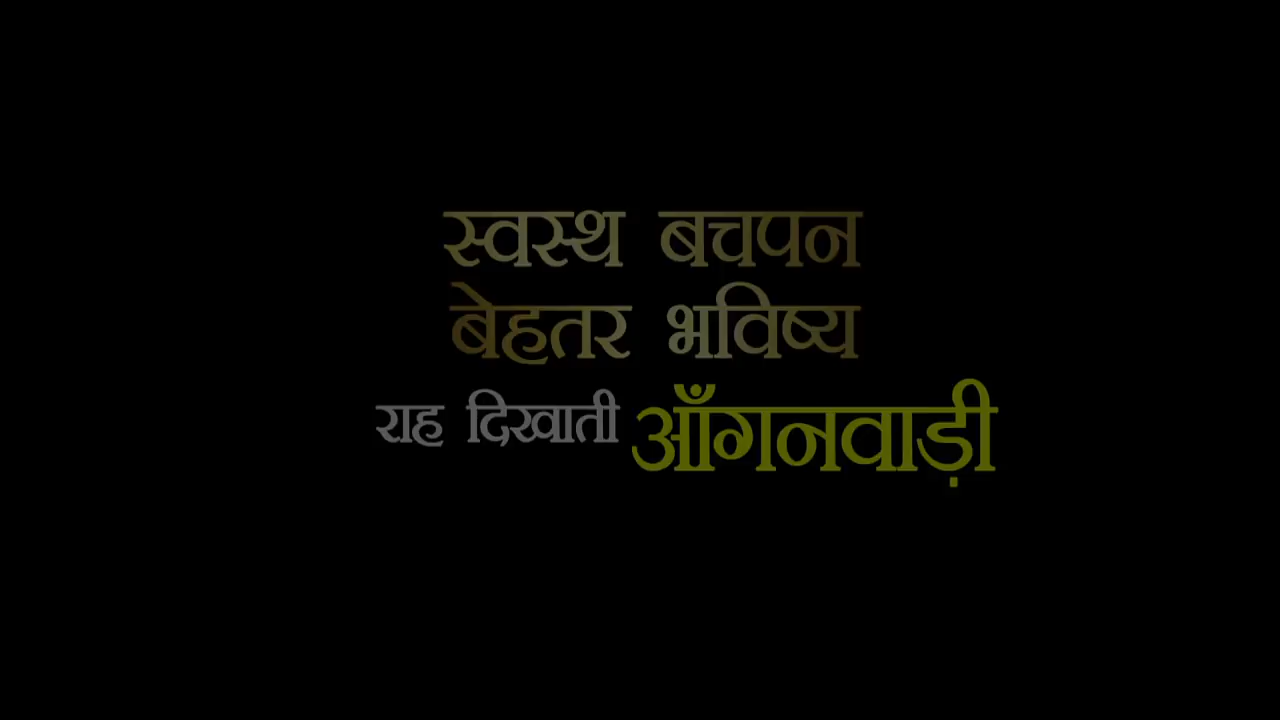 स्वस्थ बचपन
बेहतर भविष्य
राह दिखाती आँगनवाड़ी